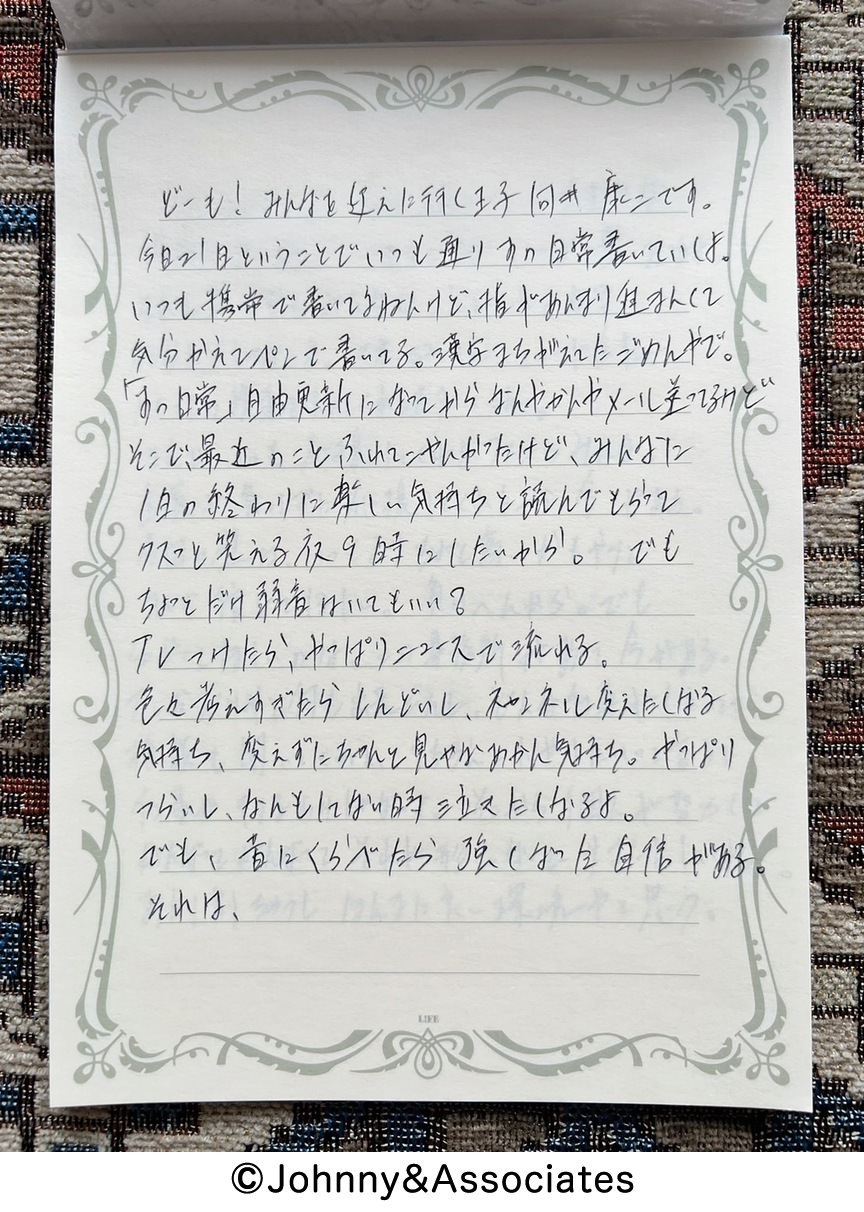 どーも！みんなを迎えに行く王子 向井 康二です。
今日21日ということでいつも通り すの日常書いていくよ。
いつも携帯で書いてるねんけど、指があんまり進まんくて
気分かえてペンで書いてる。漢字まちがえてたごめんやで。
「すの日常」自由更新になってからなんやかんやメール送ってるけど
そこで、最近のことふれてこやんかったけど、みんなに
1日の終わりに楽しい気持ちと読んでもらって
クスっと笑える夜9時にしたいから。でも
ちょっとだけ弱音はいてもいい？
TVつけたら、やっぱりニュースで流れる。
色々考えすぎたらしんどいし、チャンネル変えたくなる
気持ち、変えずにちゃんと見やなあかん気持ち。やっぱり
つらいし、なんもしてない時泣きたくなるよ。
でも、昔にくらべたら強くなった自信がある。
それは、
LIFE
©Johnny&Associates